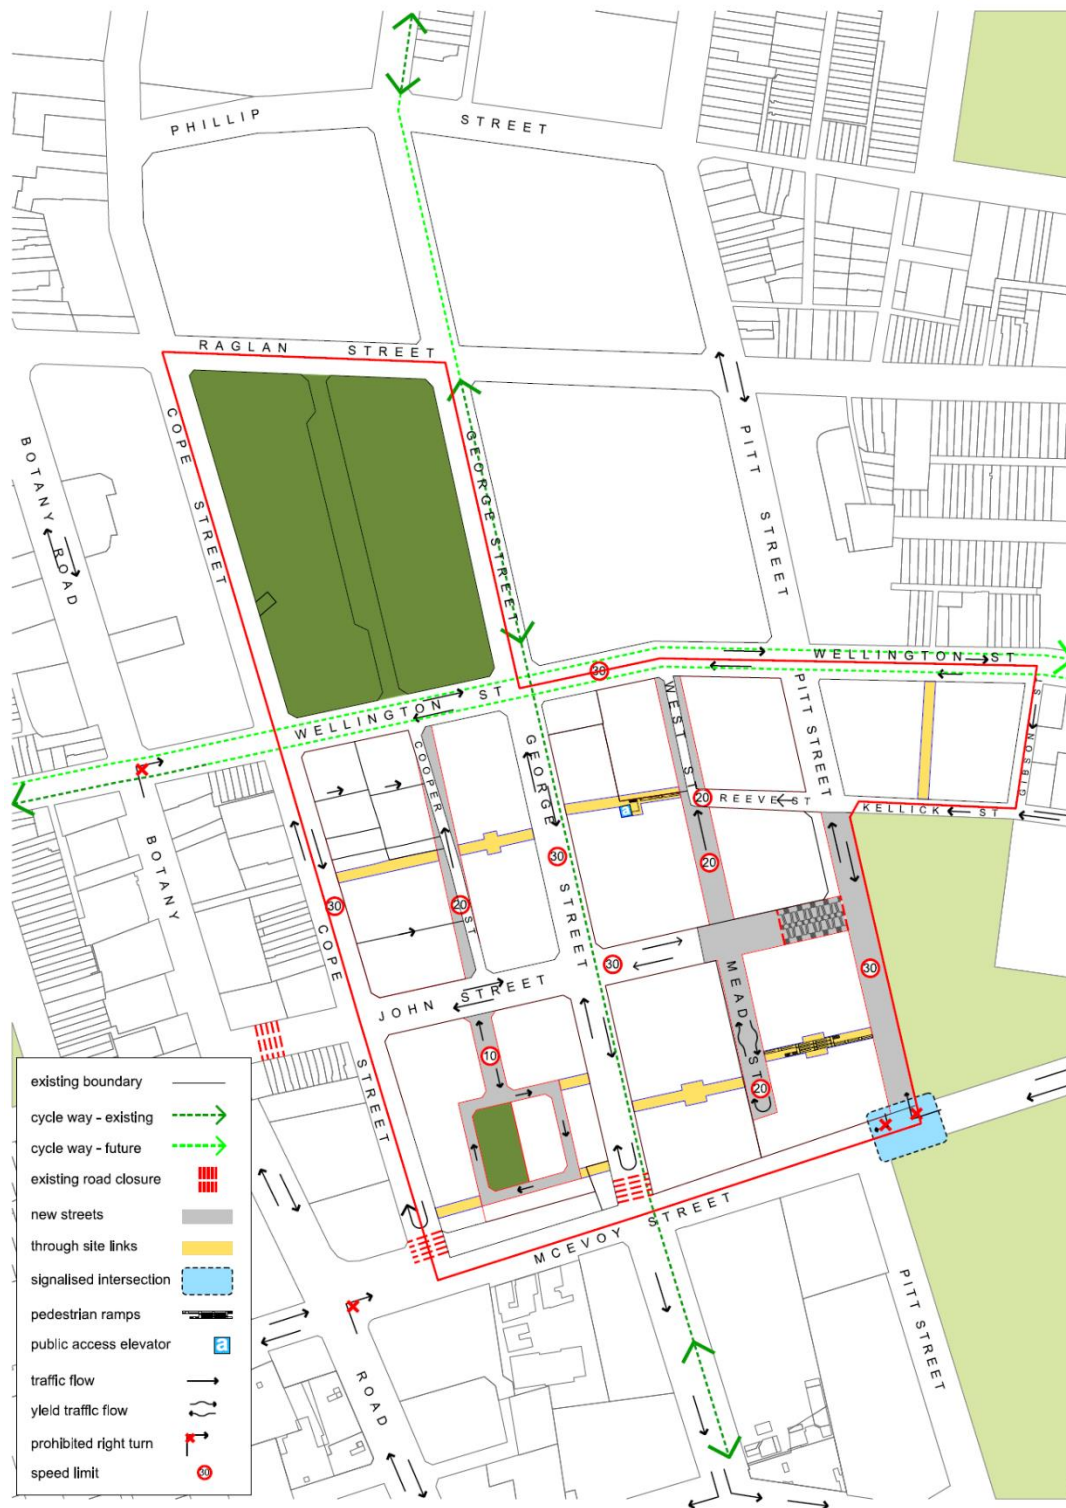 PHILLIP STREET
RAGLAN STREET
COPE STREET
GEORGE STREET
BOTANY ROAD
PITT STREET
WELLINGTON ST
WELLINGTON ST
30
COOPER ST
20
GEORGE STREET
30
WEST ST
20
20
REEVE ST
PITT STREET
KELLICK ST
GIBSON S
a
BOTANY
ROAD
30
COPE STREET
JOHN STREET
30
MEAD ST
20
30
10
MCEVOY STREET
PITT STREET
existing boundary
cycle way - existing
cycle way - future
existing road closure
new streets
through site links
signalised intersection
pedestrian ramps
public access elevator a
traffic flow
yield traffic flow
prohibited right turn
speed limit 30